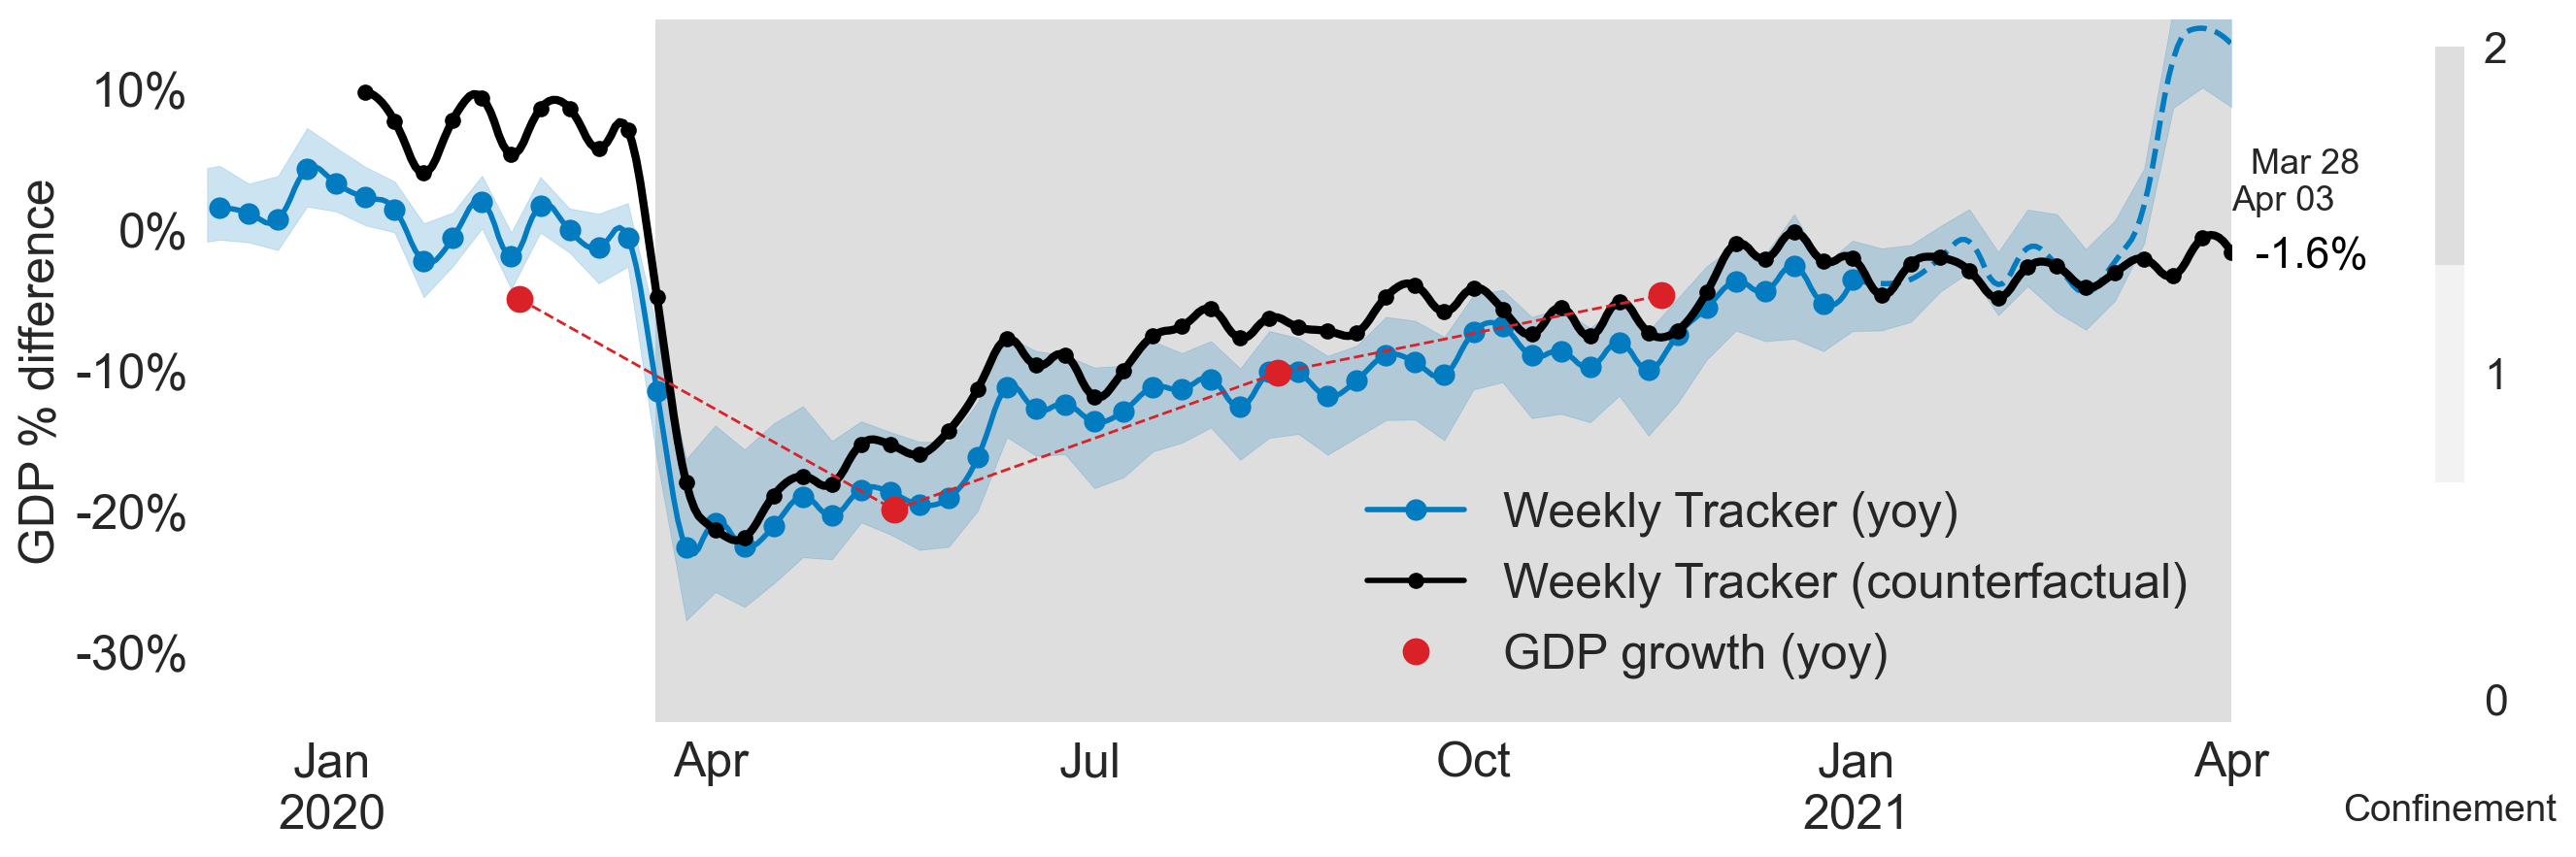 GDP % difference
10%
0%
-10%
-20%
-30%
Jan
2020
Apr
Jul
Oct
Jan
2021
Apr
Weekly Tracker (yoy)
Weekly Tracker (counterfactual)
GDP growth (yoy)
Mar 28
Apr 03
-1.6%
2
1
0
Confinement